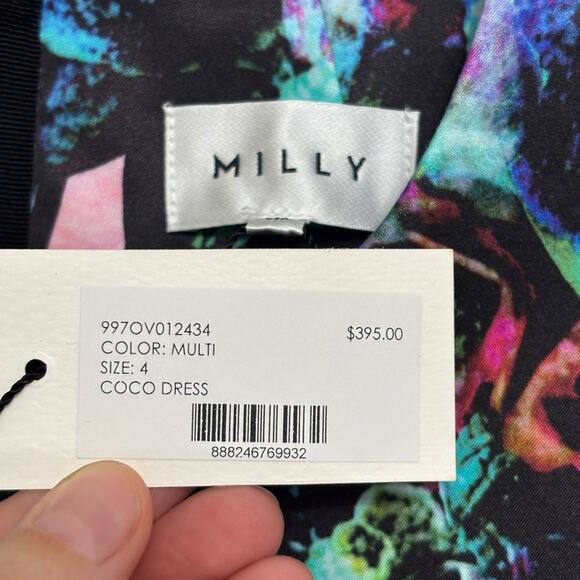 MILLY
997OV012434
$395.00
COLOR: MULTI
SIZE: 4
COCO DRESS
888246769932